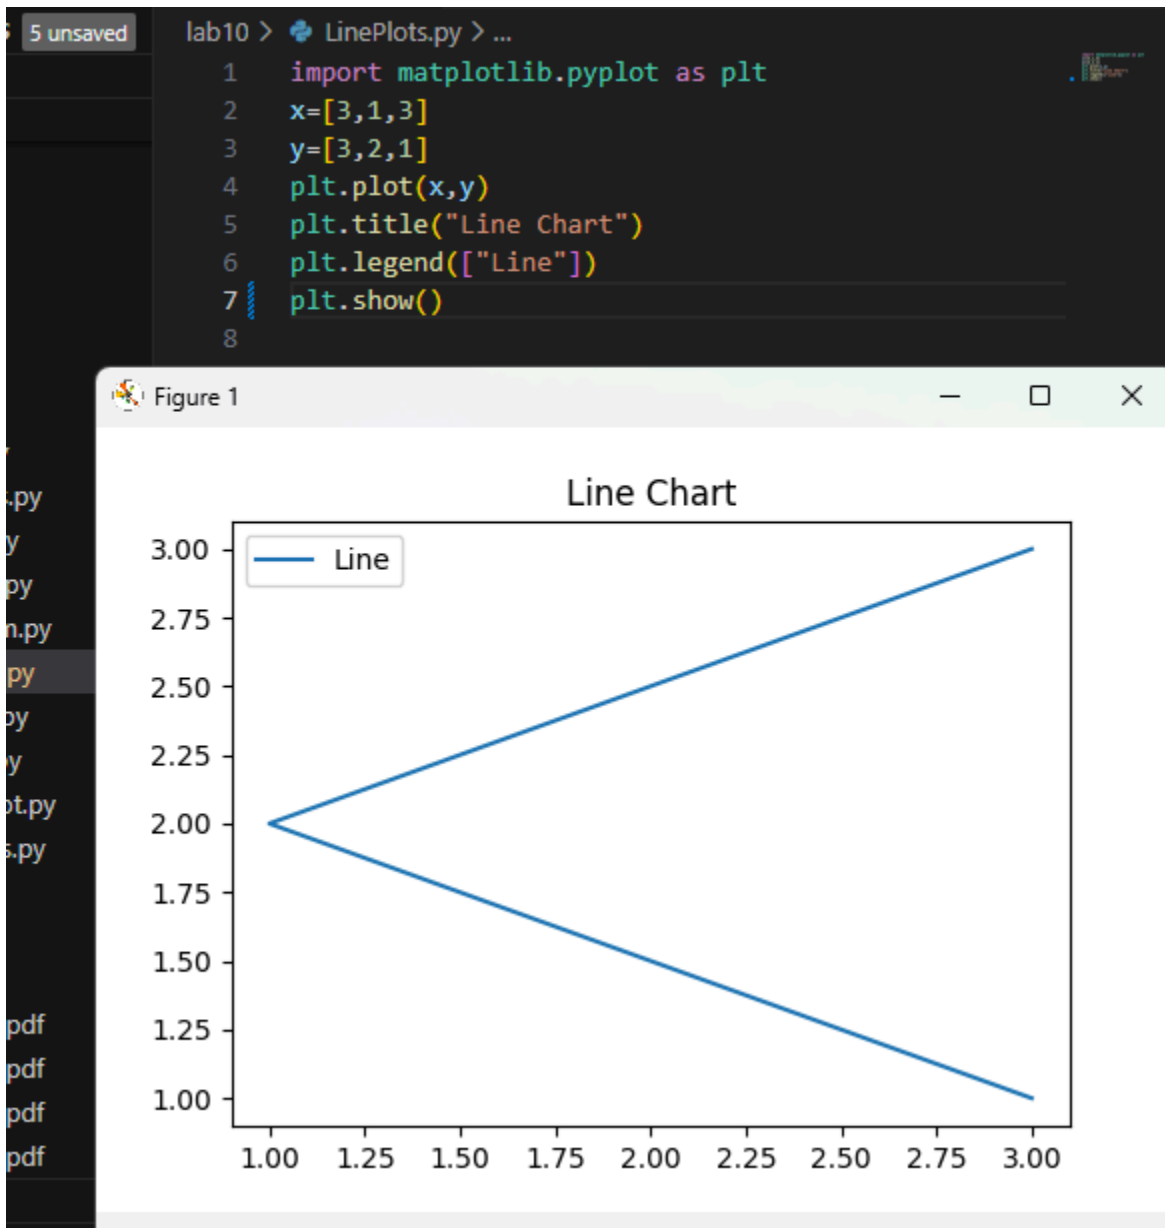 5 unsaved
lab10 > LinePlots.py > ...
1 import matplotlib.pyplot as plt
2 x=[3,1,3]
3 y=[3,2,1]
4 plt.plot(x,y)
5 plt.title("Line Chart")
6 plt.legend(["Line"])
7 plt.show()
8
Figure 1
.py
py
.py
py
py
.py
.py
pdf
pdf
pdf
pdf
Line Chart
Line
3.00
2.75
2.50
2.25
2.00
1.75
1.50
1.25
1.00
1.00 1.25 1.50 1.75 2.00 2.25 2.50 2.75 3.00